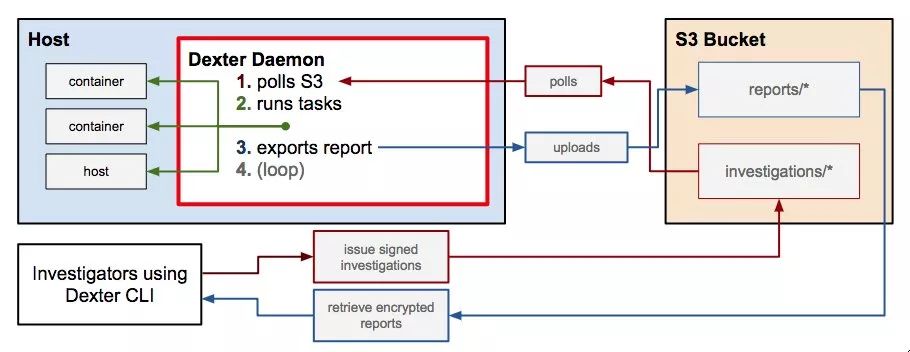 Host
Dexter Daemon
1. polls S3
2. runs tasks
3. exports report
4. (loop)
container
container
host
polls
uploads
S3 Bucket
reports/*
investigations/*
Investigators using
Dexter CLI
issue signed
investigations
retrieve encrypted
reports